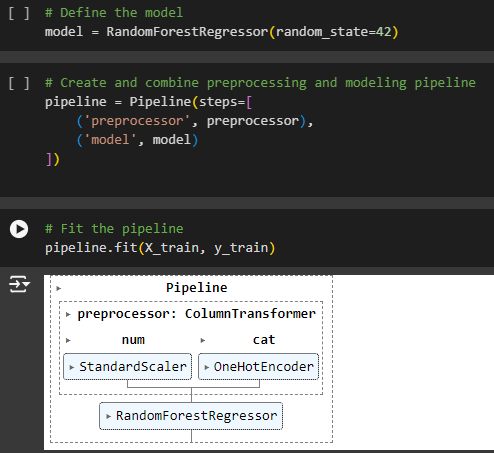 [ ] # Define the model
model = RandomForestRegressor(random_state=42)
[ ] # Create and combine preprocessing and modeling pipeline
pipeline = Pipeline(steps=[
('preprocessor', preprocessor),
('model', model)
])
# Fit the pipeline
pipeline.fit(X_train, y_train)
Pipeline
preprocessor: ColumnTransformer
num cat
StandardScaler OneHotEncoder
RandomForestRegressor